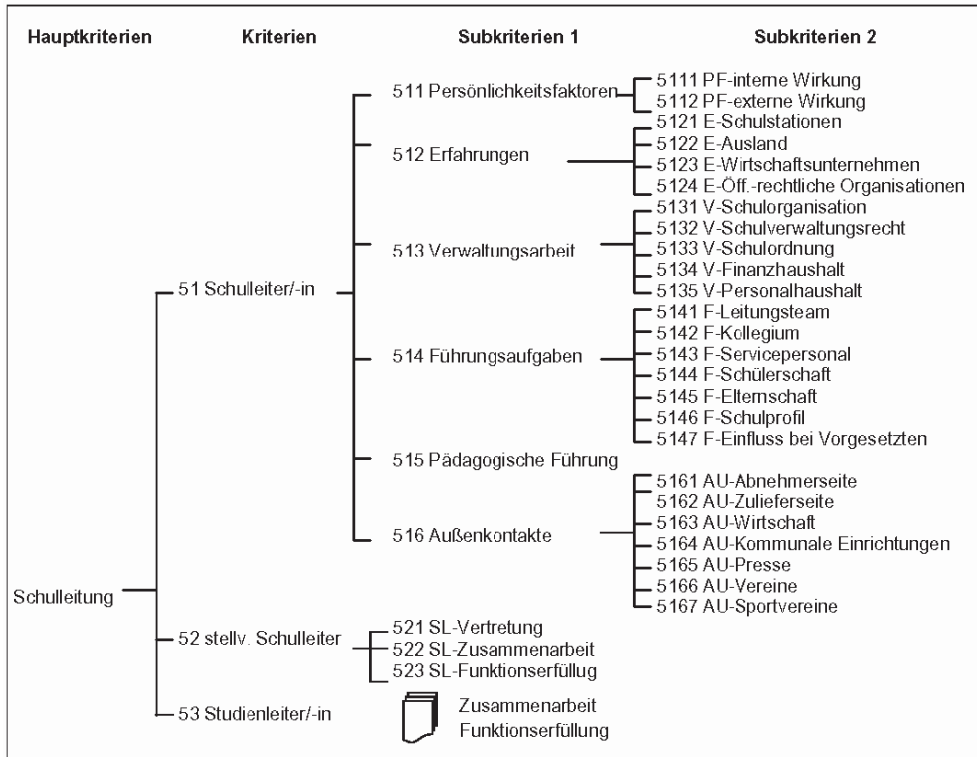 Hauptkriterien Kriterien Subkriterien 1 Subkriterien 2
5111 PF-interne Wirkung
511 Persönlichkeitsfaktoren
5112 PF-externe Wirkung
5121 E-Schulstationen
5122 E-Ausland
512 Erfahrungen
5123 E-Wirtschaftsunternehmen
5124 E-Öff.-rechtliche Organisationen
5131 V-Schulorganisation
5132 V-Schulverwaltungsrecht
513 Verwaltungsarbeit
5133 V-Schulordnung
5134 V-Finanzhaushalt
51 Schulleiter/-in
5135 V-Personalhaushalt
5141 F-Leitungsteam
5142 F-Kollegium
514 Führungsaufgaben
5143 F-Servicepersonal
5144 F-Schülerschaft
5145 F-Elternschaft
5146 F-Schulprofil
5147 F-Einfluss bei Vorgesetzten
515 Pädagogische Führung
5161 AU-Abnehmerseite
5162 AU-Zulieferseite
5163 AU-Wirtschaft
516 Außenkontakte
5164 AU-Kommunale Einrichtungen
5165 AU-Presse
5166 AU-Vereine
Schulleitung
5167 AU-Sportvereine
521 SL-Vertretung
52 stellv. Schulleiter
522 SL-Zusammenarbeit
523 SL-Funktionserfüllug
53 Studienleiter/-in
Zusammenarbeit
Funktionserfüllung